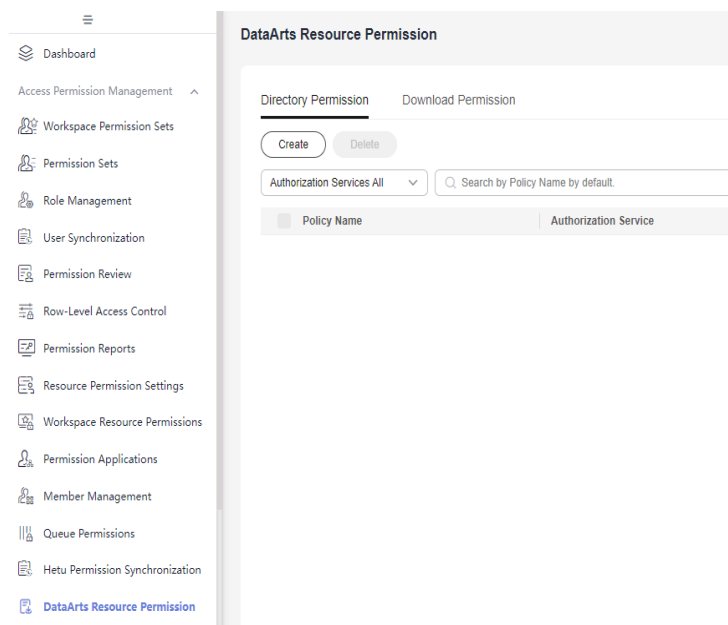 Dashboard
Access Permission Management
Workspace Permission Sets
Permission Sets
Role Management
User Synchronization
Permission Review
Row-Level Access Control
Permission Reports
Resource Permission Settings
Workspace Resource Permissions
Permission Applications
Member Management
Queue Permissions
Hetu Permission Synchronization
DataArts Resource Permission
DataArts Resource Permission
Directory Permission Download Permission
Create Delete
Authorization Services All Search by Policy Name by default.
Policy Name Authorization Service